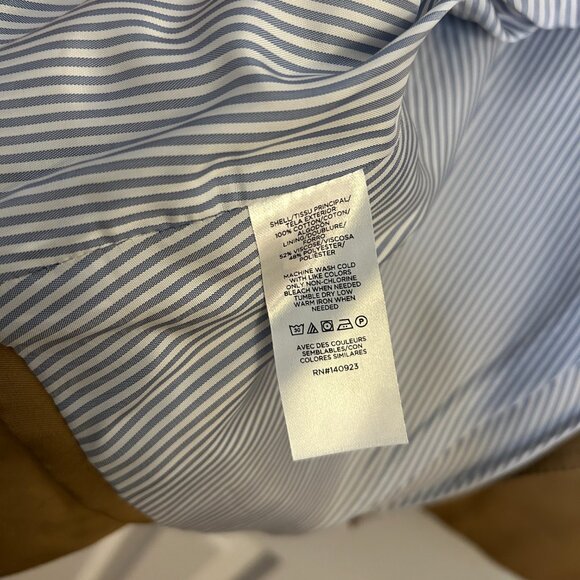 SHELL/TISSU PRINCIPAL/
TELA EXTERIOR
100% COTTON/COTON/
ALGODÓN
LINING/DOUBLURE/
FORRO
52% VISCOSE/VISCOSA
48% POLYESTER/
POLIÉSTER
MACHINE WASH COLD
WITH LIKE COLORS
ONLY NON-CHLORINE
BLEACH WHEN NEEDED
TUMBLE DRY LOW
WARM IRON WHEN
NEEDED
30 P
AVEC DES COULEURS
SEMBLABLES/CON
COLORES SIMILARES
RN#140923